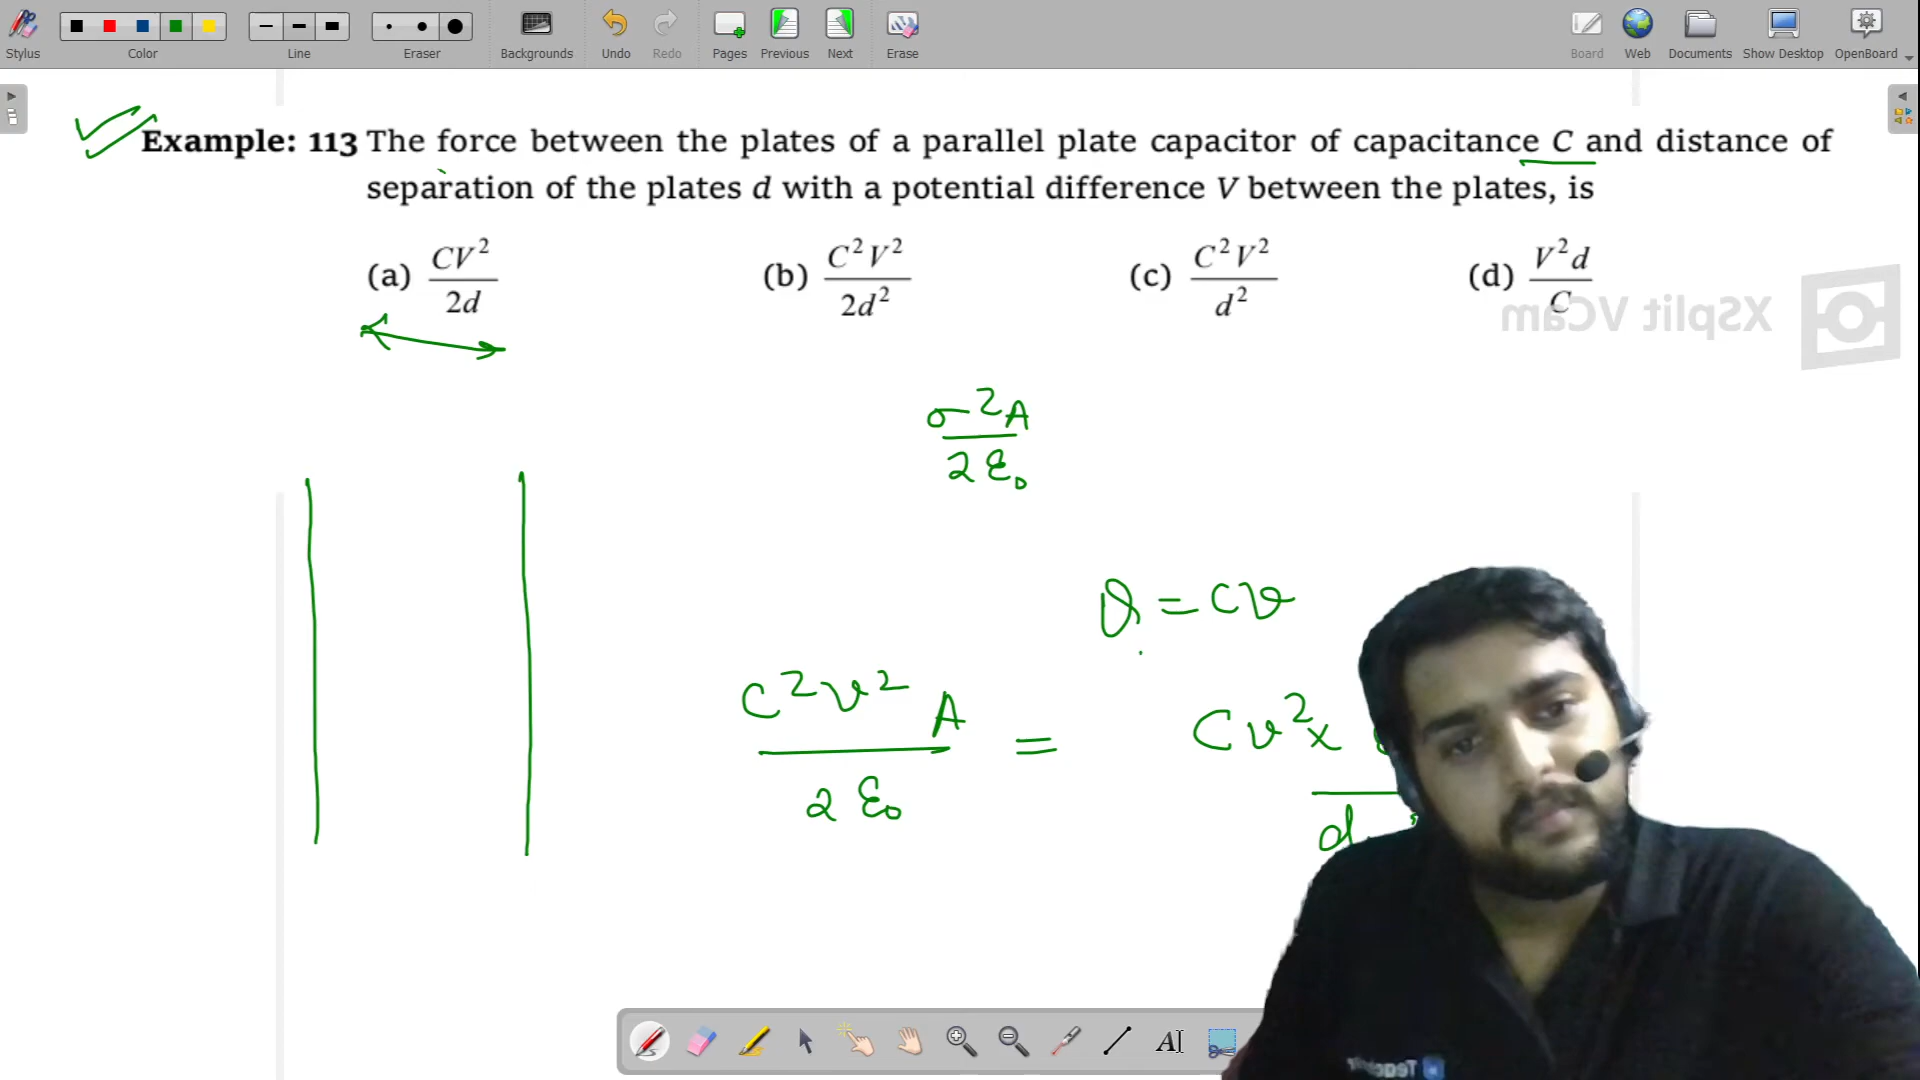 Stylus Color Line Eraser Backgrounds Undo Redo Pages Previous Next Erase Board Web Documents Show Desktop OpenBoard
Example: 113 The force between the plates of a parallel plate capacitor of capacitance C and distance of
separation of the plates d with a potential difference V between the plates, is
(a) CV²/2d (b) C²V²/2d² (c) C²V²/d² (d) V²d/C
XSplit VCam
σ²A/2ε₀
Q = CV
C²V²A/2ε₀ = CV²×
d